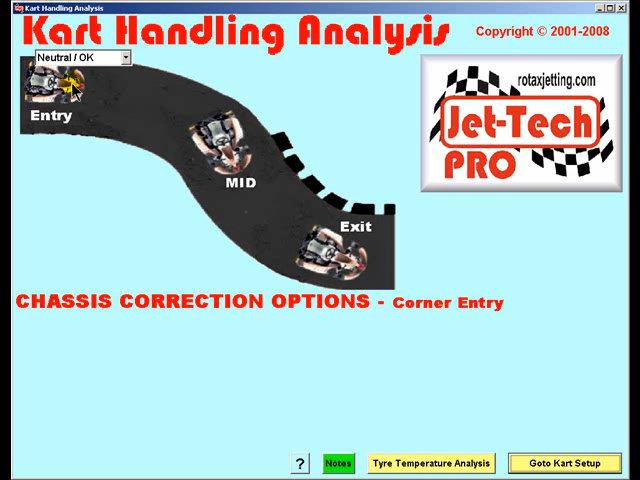 Kart Handling Analysis
Kart Handling Analysis
Copyright © 2001-2008
Neutral / OK
rotaxjetting.com
Jet-Tech
PRO
Entry
MID
Exit
CHASSIS CORRECTION OPTIONS - Corner Entry
?
Notes
Tyre Temperature Analysis
Goto Kart Setup